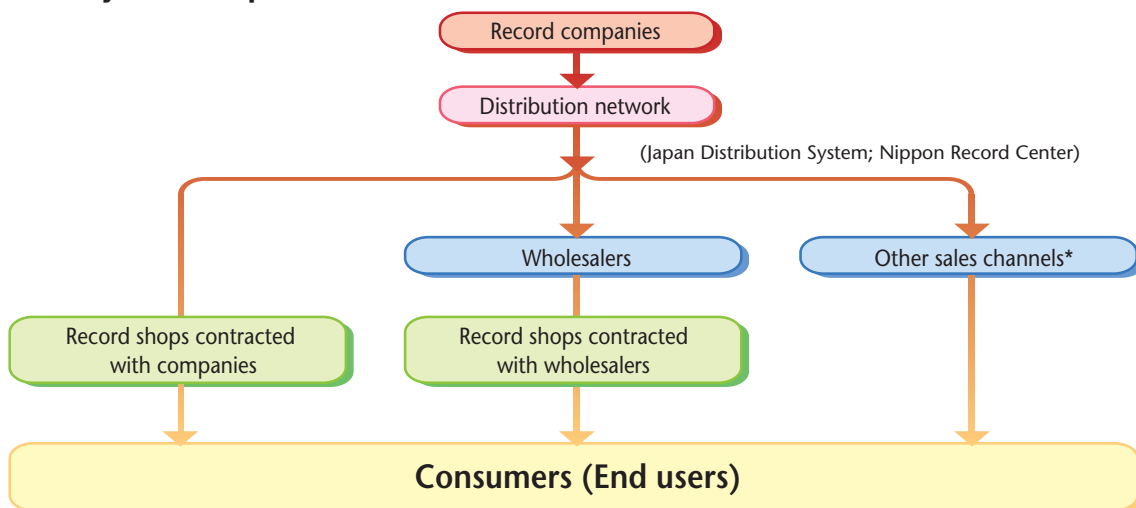 Record companies
Distribution network
(Japan Distribution System; Nippon Record Center)
Wholesalers
Other sales channels*
Record shops contracted
with companies
Record shops contracted
with wholesalers
Consumers (End users)